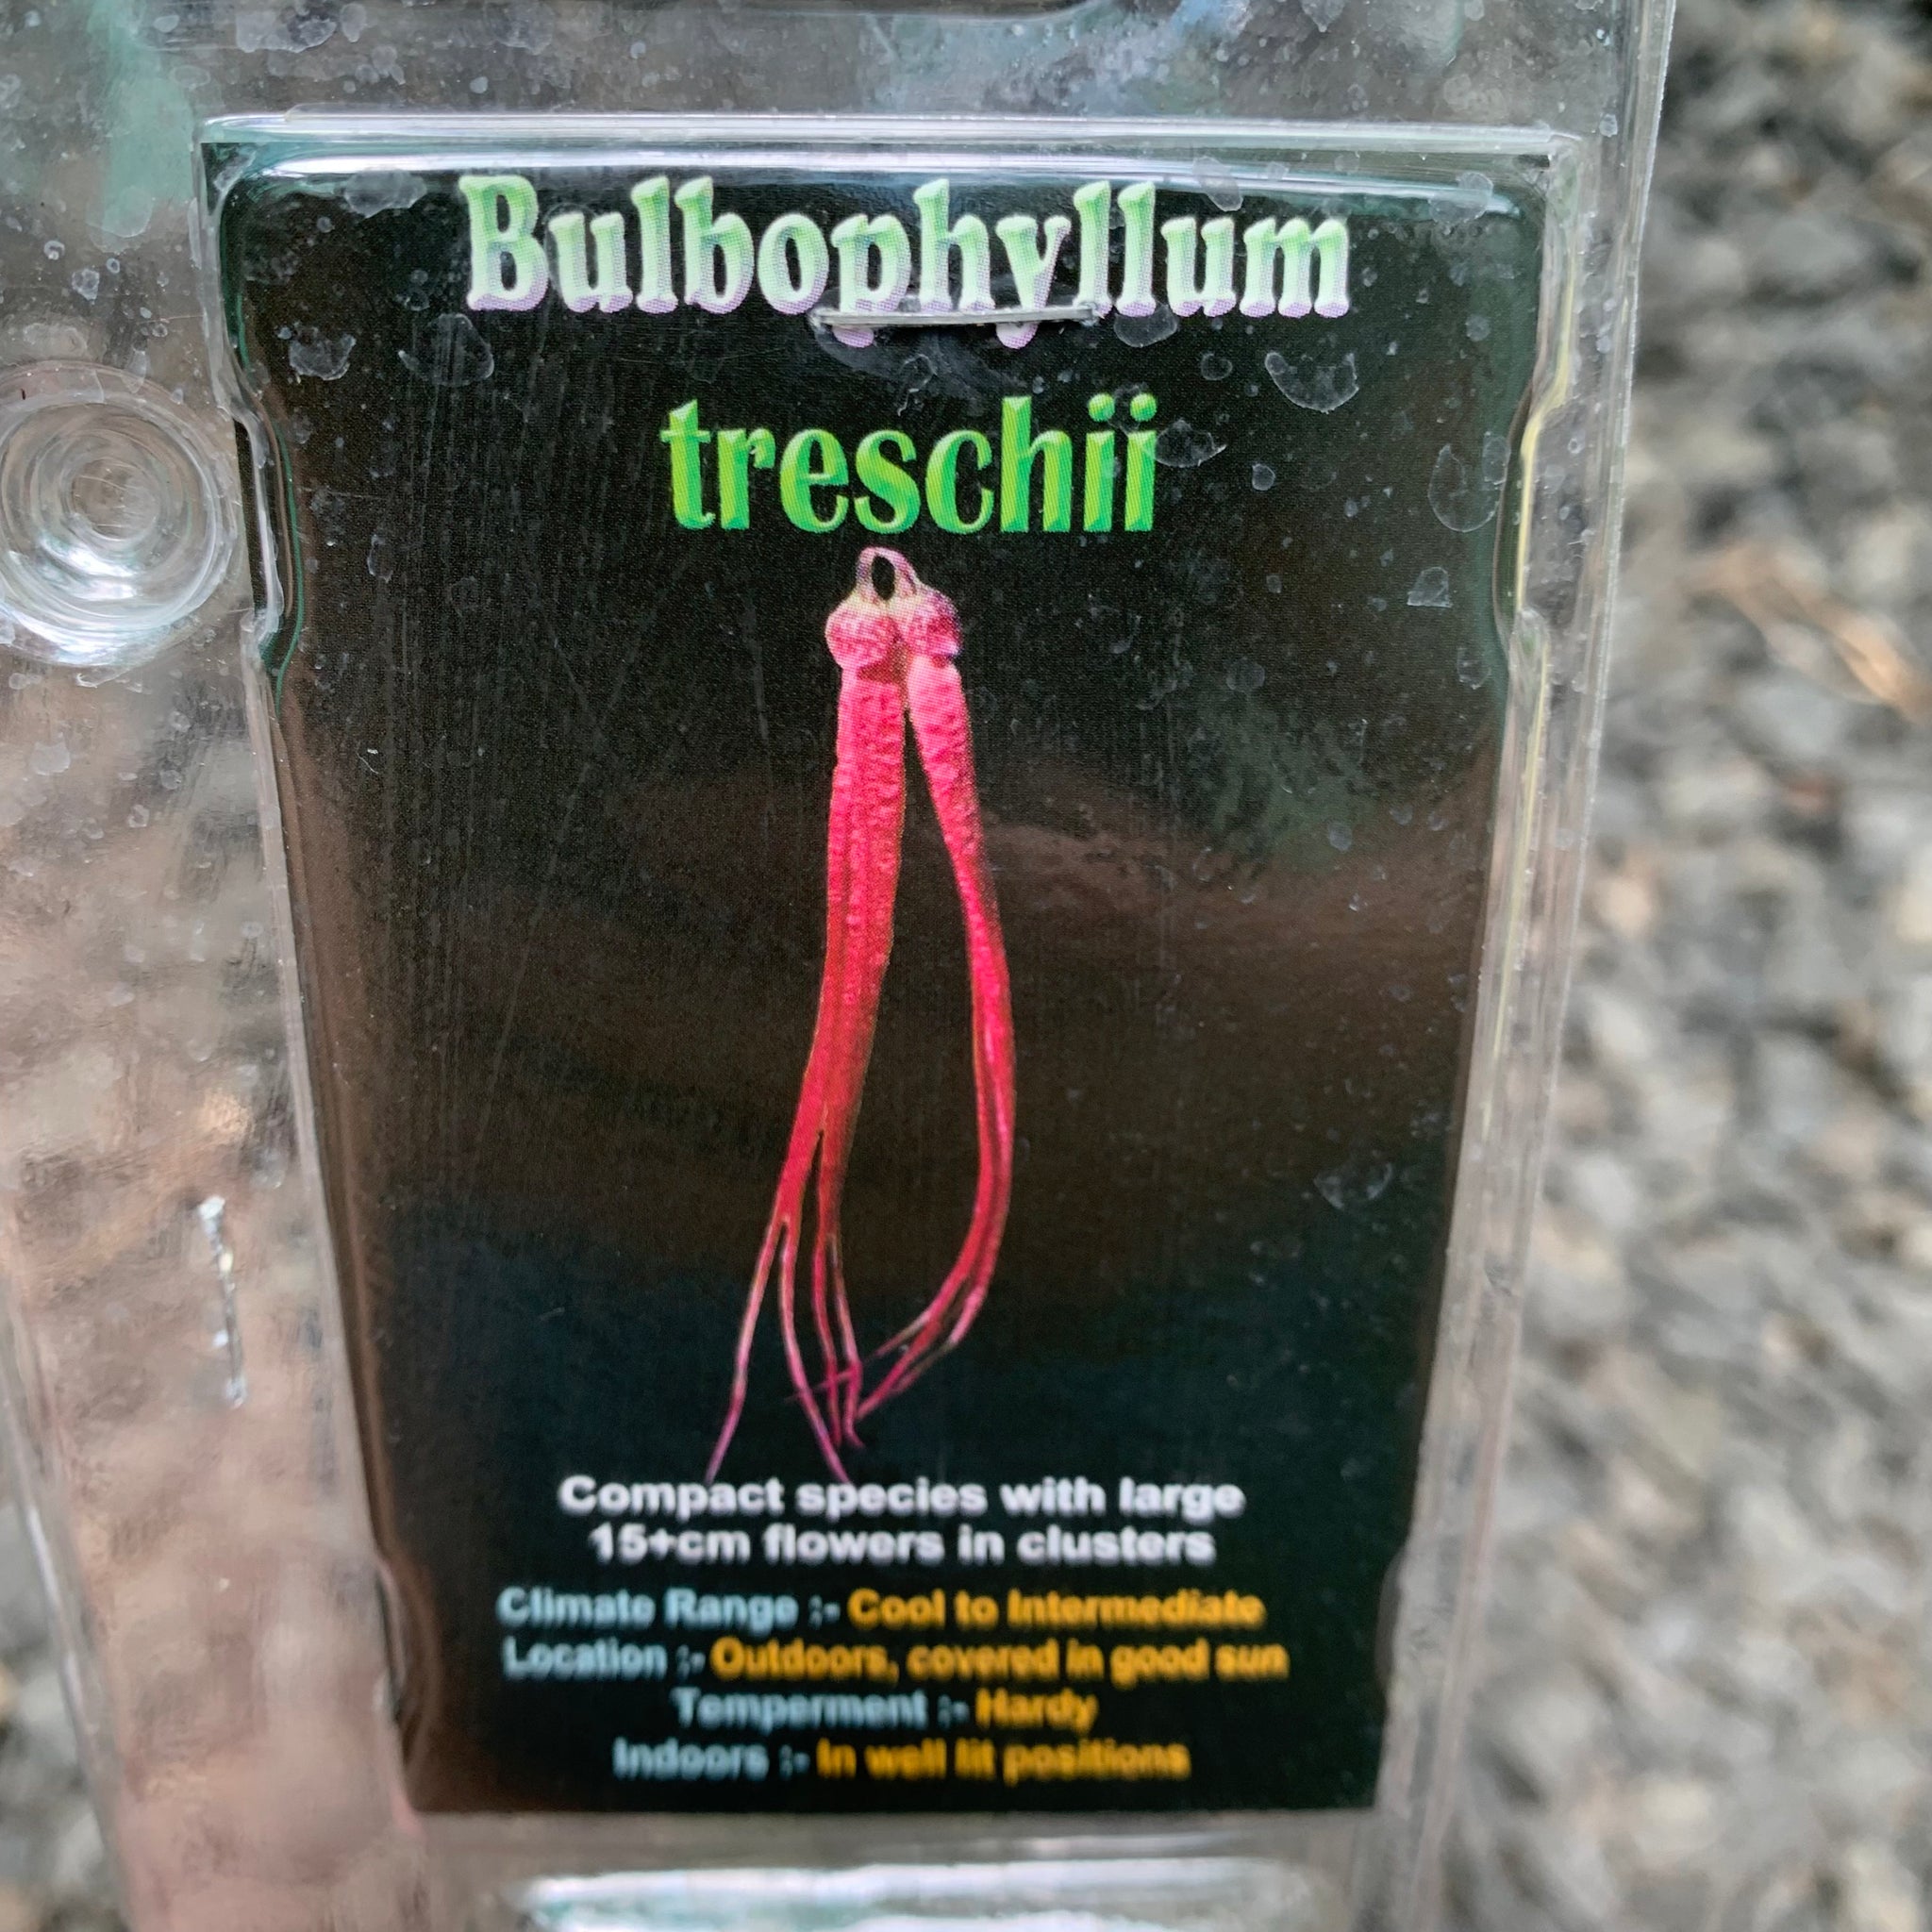 Bulbophyllum
treschii
Compact species with large
15+cm flowers in clusters
Climate Range :- Cool to Intermediate
Location :- Outdoors, covered in good sun
Temperment :- Hardy
Indoors :- In well lit positions